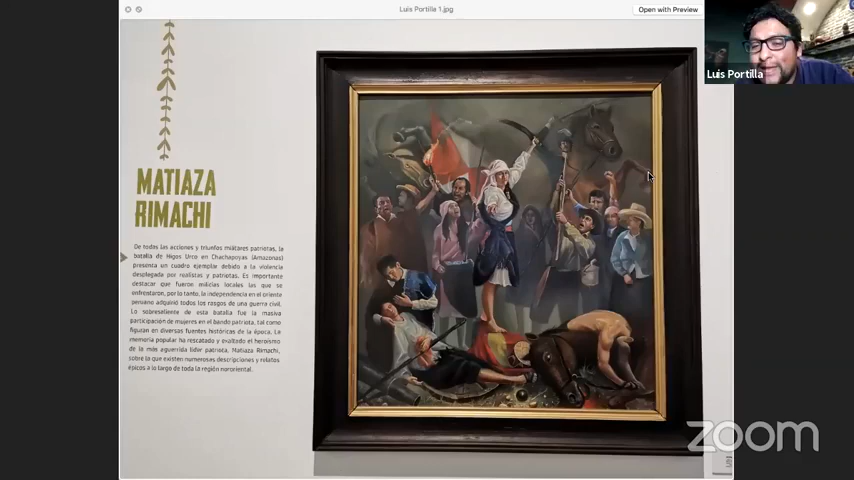 Luis Portilla 1.jpg
Open with Preview
Luis Portilla
MATIAZA
RIMACHI
De todas las acciones y triunfos militares patriotas, la
batalla de Higos Urco en Chachapoyas (Amazonas)
presenta un cuadro ejemplar debido a la violencia
desplegada por realistas y patriotas. Es importante
destacar que fueron milicias locales las que se
enfrentaron, por lo tanto, la independencia en el oriente
peruano adquirió todos los rasgos de una guerra civil.
Lo sobresaliente de esta batalla fue la masiva
participación de mujeres en el bando patriota, tal como
figuran en diversas fuentes históricas de la época. La
memoria popular ha rescatado y exaltado el heroísmo
de la más aguerrida líder patriota, Matiaza Rimachi,
sobre la que existen numerosas descripciones y relatos
épicos a lo largo de toda la región nororiental.
zoom